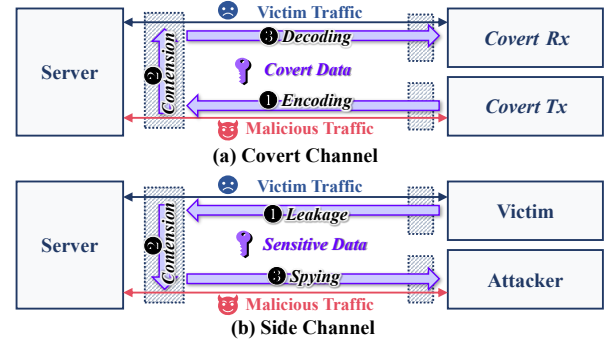 Victim Traffic
❸ Decoding
Covert Rx
Server
❷ Contension
Covert Data
❶ Encoding
Covert Tx
Malicious Traffic
(a) Covert Channel
Victim Traffic
❶ Leakage
Victim
Server
❷ Contension
Sensitive Data
❸ Spying
Attacker
Malicious Traffic
(b) Side Channel